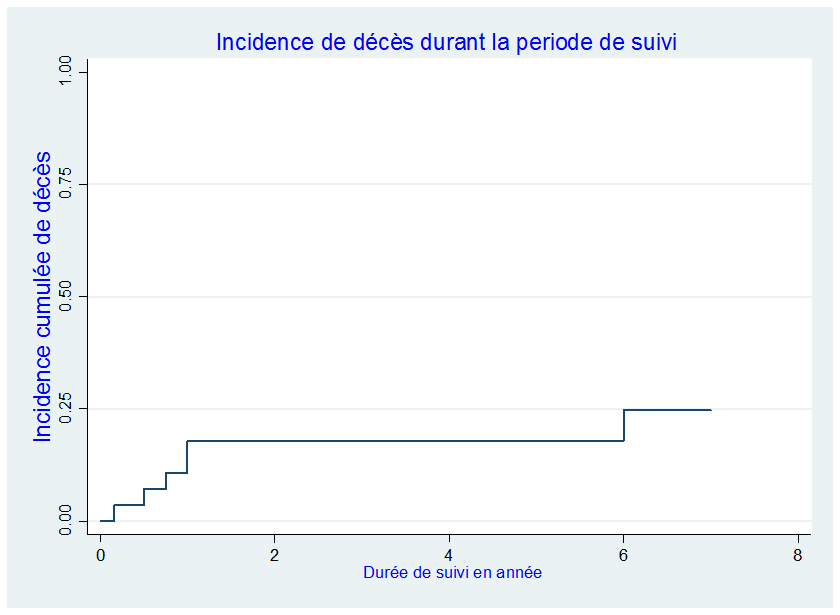 Incidence de décès durant la periode de suivi
Incidence cumulée de décès
1.00
0.75
0.50
0.25
0.00
0 2 4 6 8
Durée de suivi en année